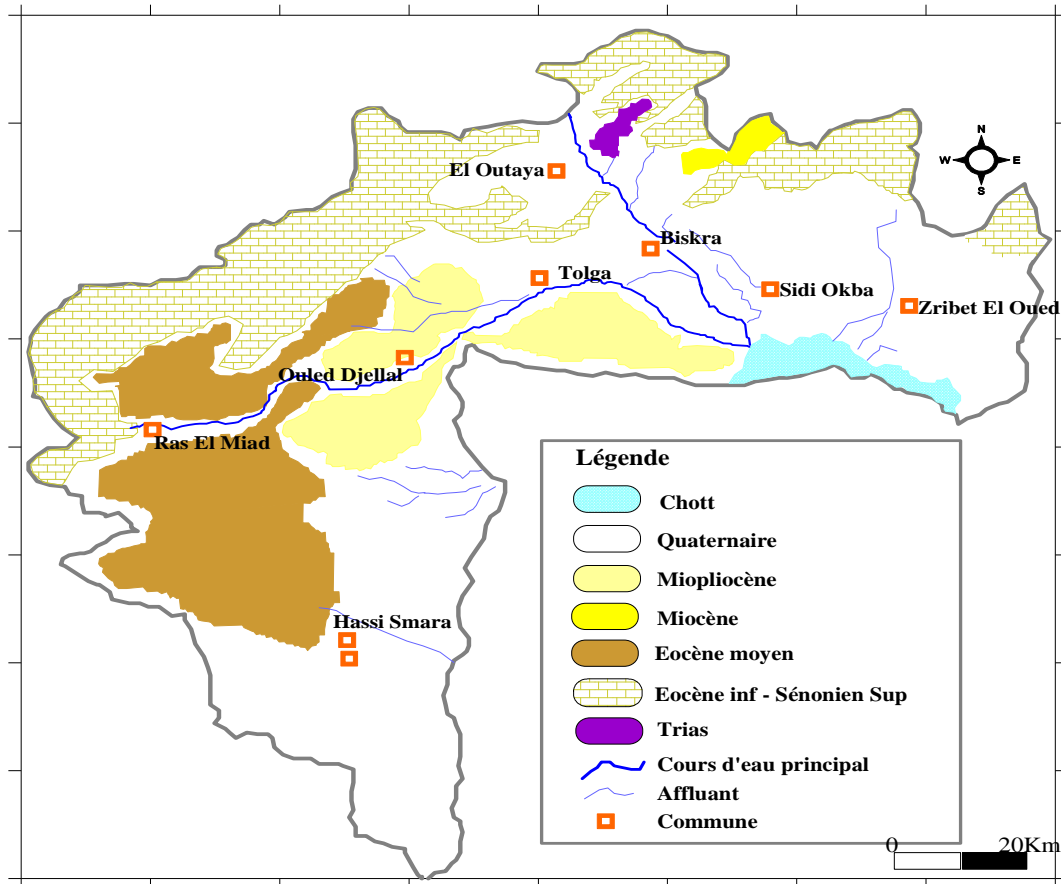 N
W E
S
El Outaya
Biskra
Tolga
Sidi Okba
Zribet El Oued
Ouled Djellal
Ras El Miad
Hassi Smara
Légende
Chott
Quaternaire
Miopliocène
Miocène
Eocène moyen
Eocène inf - Sénonien Sup
Trias
Cours d'eau principal
Affluant
Commune
0 20Km